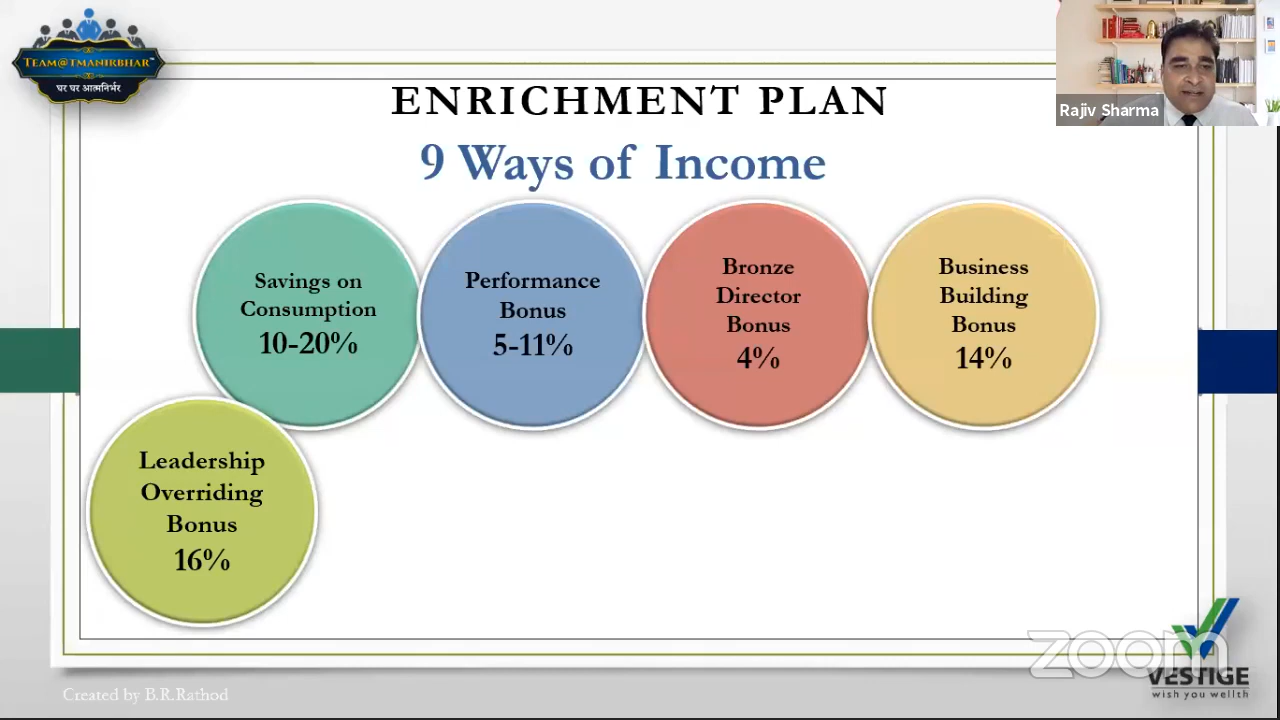 TEAM@TMANIRBHAR™
घर घर आत्मनिर्भर
Rajiv Sharma
ENRICHMENT PLAN
9 Ways of Income
Savings on
Consumption
10-20%
Performance
Bonus
5-11%
Bronze
Director
Bonus
4%
Business
Building
Bonus
14%
Leadership
Overriding
Bonus
16%
zoom
VESTIGE
wish you wellth
Created by B.R.Rathod